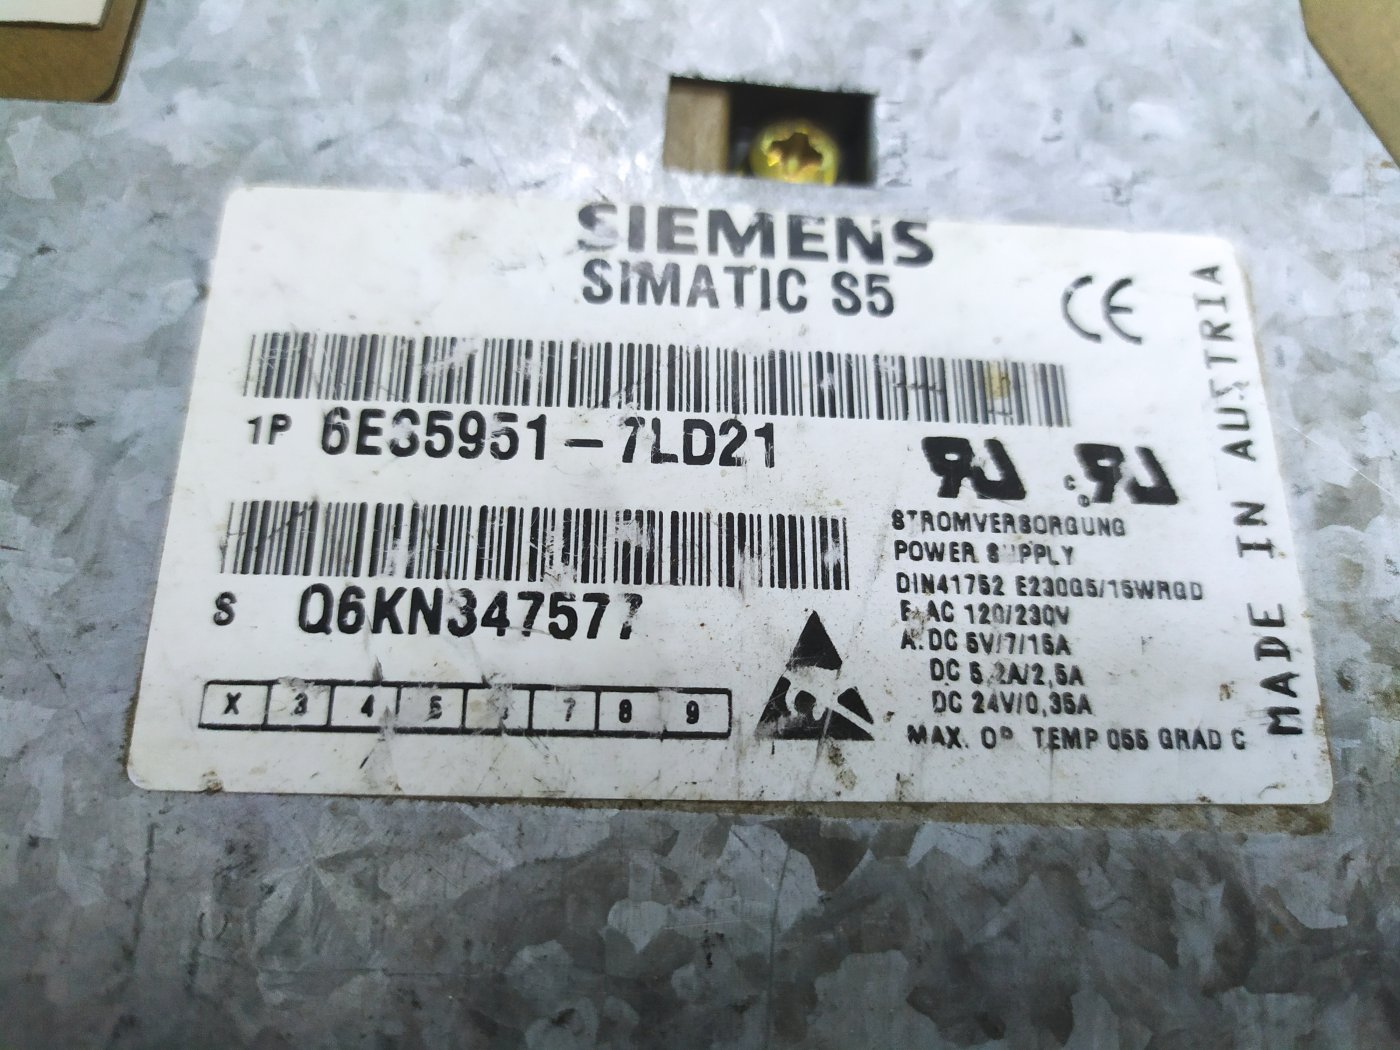 SIEMENS
SIMATIC S5
CE
1P 6ES5951-7LD21
S Q6KN347577
X 3 4 5 6 7 8 9
STROMVERSORGUNG
POWER SUPPLY
DIN41752 E230G5/15WRGD
E: AC 120/230V
A: DC 5V/7/15A
DC 5,2A/2,5A
DC 24V/0,35A
MAX. OP TEMP 055 GRAD C
MADE IN AUSTRIA